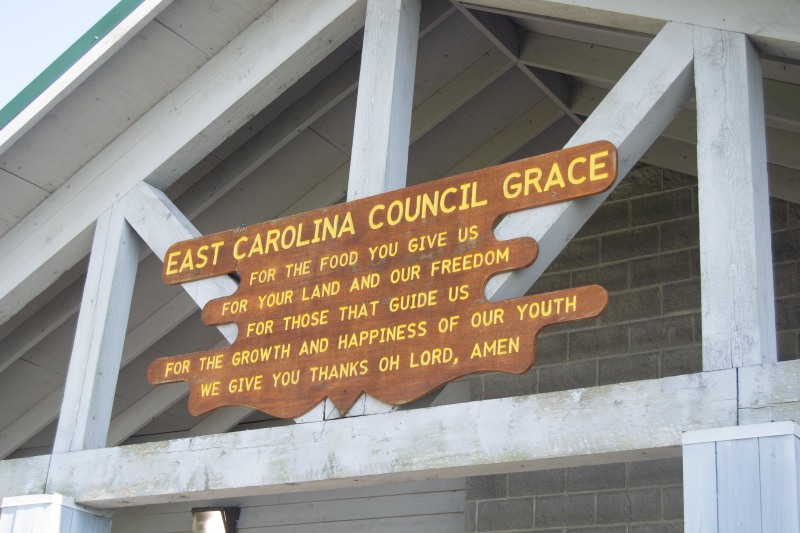 EAST CAROLINA COUNCIL GRACE
FOR THE FOOD YOU GIVE US
FOR YOUR LAND AND OUR FREEDOM
FOR THOSE THAT GUIDE US
FOR THE GROWTH AND HAPPINESS OF OUR YOUTH
WE GIVE YOU THANKS OH LORD, AMEN